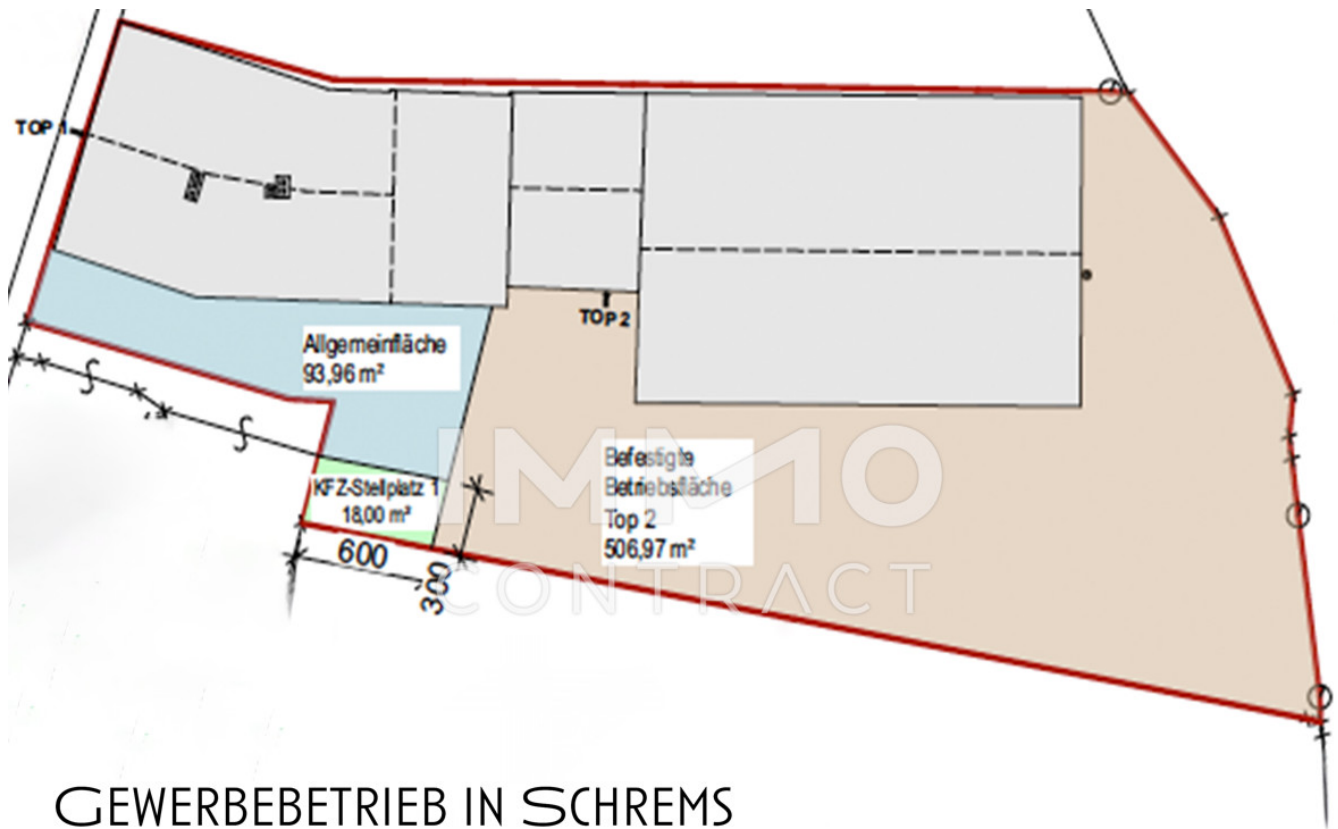 TOP 1
TOP 2
Allgemeinfläche
93,96 m²
Befestigte
Betriebsfläche
Top 2
506,97 m²
KFZ-Stellplatz 1
18,00 m²
600
300
IMMO
CONTRACT
GEWERBEBETRIEB IN SCHREMS